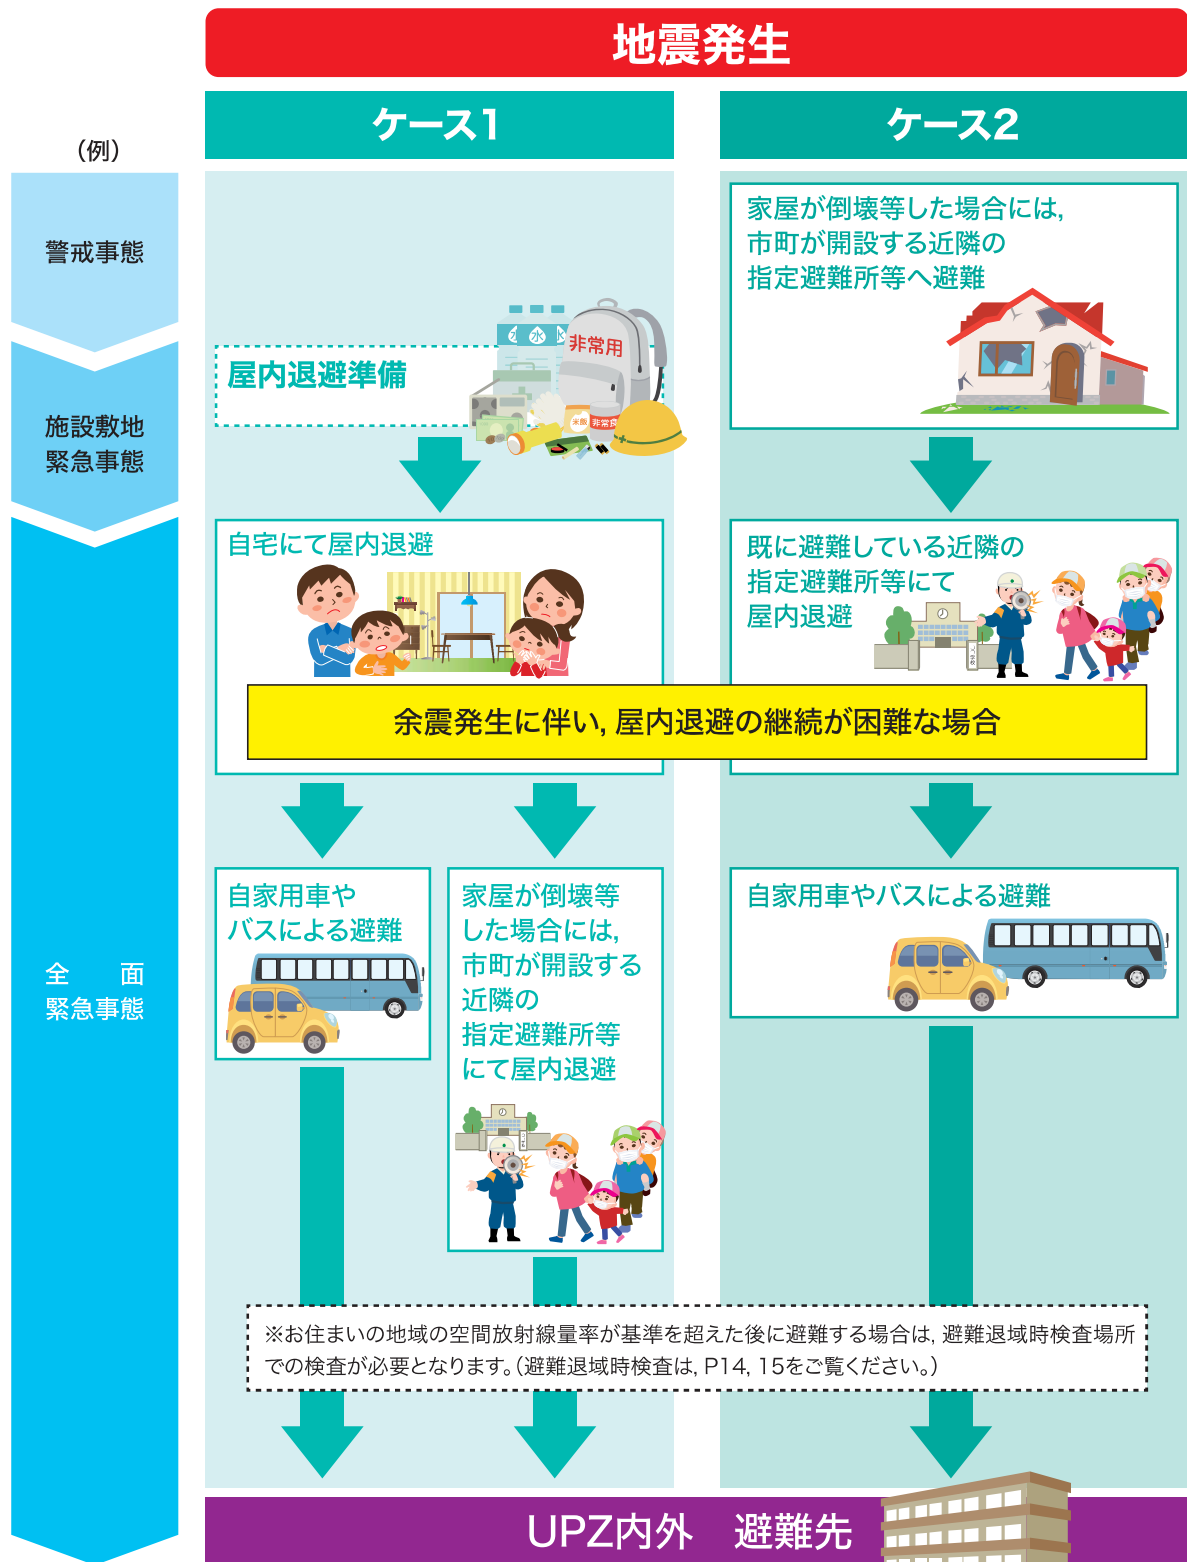 地震発生
ケース1
ケース2
（例）
警戒事態
施設敷地
緊急事態
全　面
緊急事態
屋内退避準備
水
非常用
米飯
非常食
自宅にて屋内退避
家屋が倒壊等した場合には,
市町が開設する近隣の
指定避難所等へ避難
既に避難している近隣の
指定避難所等にて
屋内退避
余震発生に伴い, 屋内退避の継続が困難な場合
自家用車や
バスによる避難
家屋が倒壊等
した場合には,
市町が開設する
近隣の
指定避難所等
にて屋内退避
自家用車やバスによる避難
※お住まいの地域の空間放射線量率が基準を超えた後に避難する場合は, 避難退域時検査場所
での検査が必要となります。（避難退域時検査は, P14, 15をご覧ください。）
UPZ内外　避難先